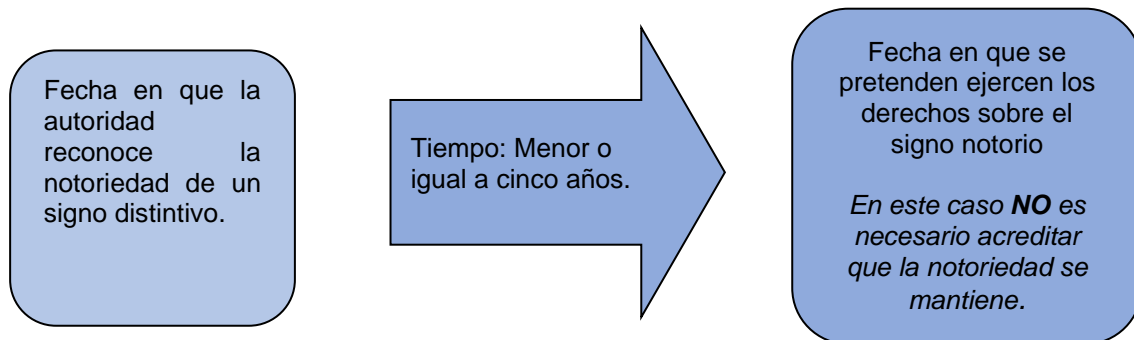 Fecha en que la
autoridad
reconoce la
notoriedad de un
signo distintivo.
Tiempo: Menor o
igual a cinco años.
Fecha en que se
pretenden ejercen los
derechos sobre el
signo notorio
En este caso NO es
necesario acreditar
que la notoriedad se
mantiene.